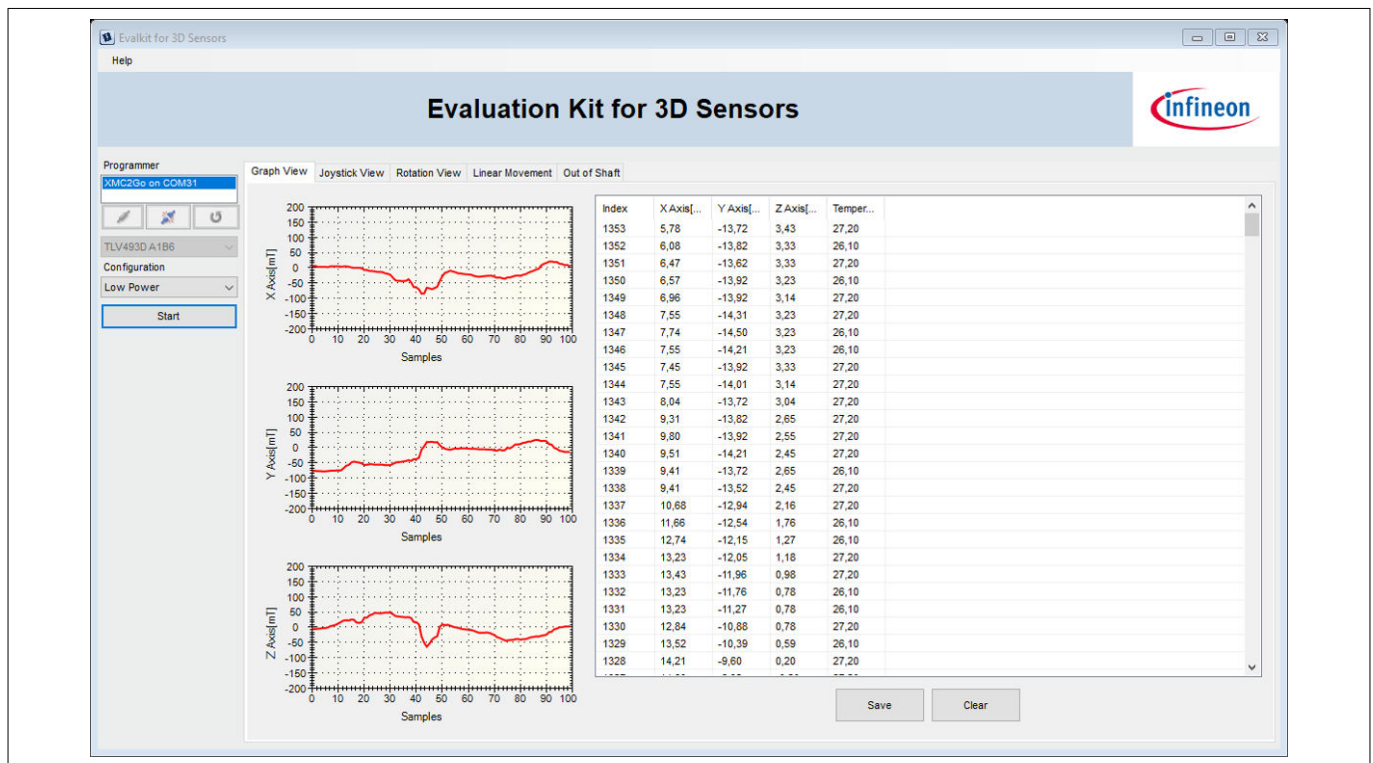 Evalkit for 3D Sensors
Help
Evaluation Kit for 3D Sensors
infineon
Programmer
XMC2Go on COM31
TLV493D A1B6
Configuration
Low Power
Start
Graph View Joystick View Rotation View Linear Movement Out of Shaft
X Axis[mT]
200
150
100
50
0
-50
-100
-150
-200
0 10 20 30 40 50 60 70 80 90 100
Samples
Y Axis[mT]
200
150
100
50
0
-50
-100
-150
-200
0 10 20 30 40 50 60 70 80 90 100
Samples
Z Axis[mT]
200
150
100
50
0
-50
-100
-150
-200
0 10 20 30 40 50 60 70 80 90 100
Samples
Index X Axis[... Y Axis[... Z Axis[... Temper...
1353 5,78 -13,72 3,43 27,20
1352 6,08 -13,82 3,33 26,10
1351 6,47 -13,62 3,33 27,20
1350 6,57 -13,92 3,23 26,10
1349 6,96 -13,92 3,14 27,20
1348 7,55 -14,31 3,23 27,20
1347 7,74 -14,50 3,23 26,10
1346 7,55 -14,21 3,23 26,10
1345 7,45 -13,92 3,33 27,20
1344 7,55 -14,01 3,14 27,20
1343 8,04 -13,72 3,04 27,20
1342 9,31 -13,82 2,65 27,20
1341 9,80 -13,92 2,55 27,20
1340 9,51 -14,21 2,45 27,20
1339 9,41 -13,72 2,65 26,10
1338 9,41 -13,52 2,45 27,20
1337 10,68 -12,94 2,16 27,20
1336 11,66 -12,54 1,76 26,10
1335 12,74 -12,15 1,27 26,10
1334 13,23 -12,05 1,18 27,20
1333 13,43 -11,96 0,98 27,20
1332 13,23 -11,76 0,78 26,10
1331 13,23 -11,27 0,78 26,10
1330 12,84 -10,88 0,78 27,20
1329 13,52 -10,39 0,59 26,10
1328 14,21 -9,60 0,20 27,20
Save Clear